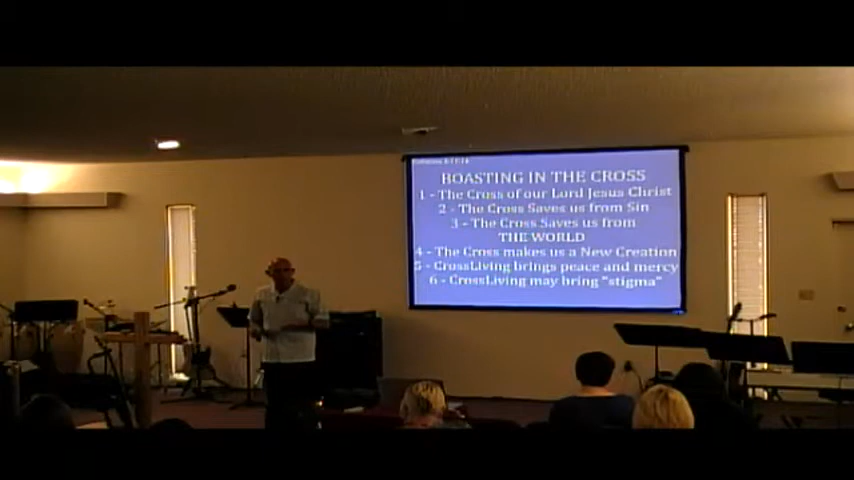 BOASTING IN THE CROSS
1 - The Cross of our Lord Jesus Christ
2 - The Cross Saves us from Sin
3 - The Cross Saves us from
THE WORLD
4 - The Cross makes us a New Creation
5 - CrossLiving brings peace and mercy
6 - CrossLiving may bring "stigma"